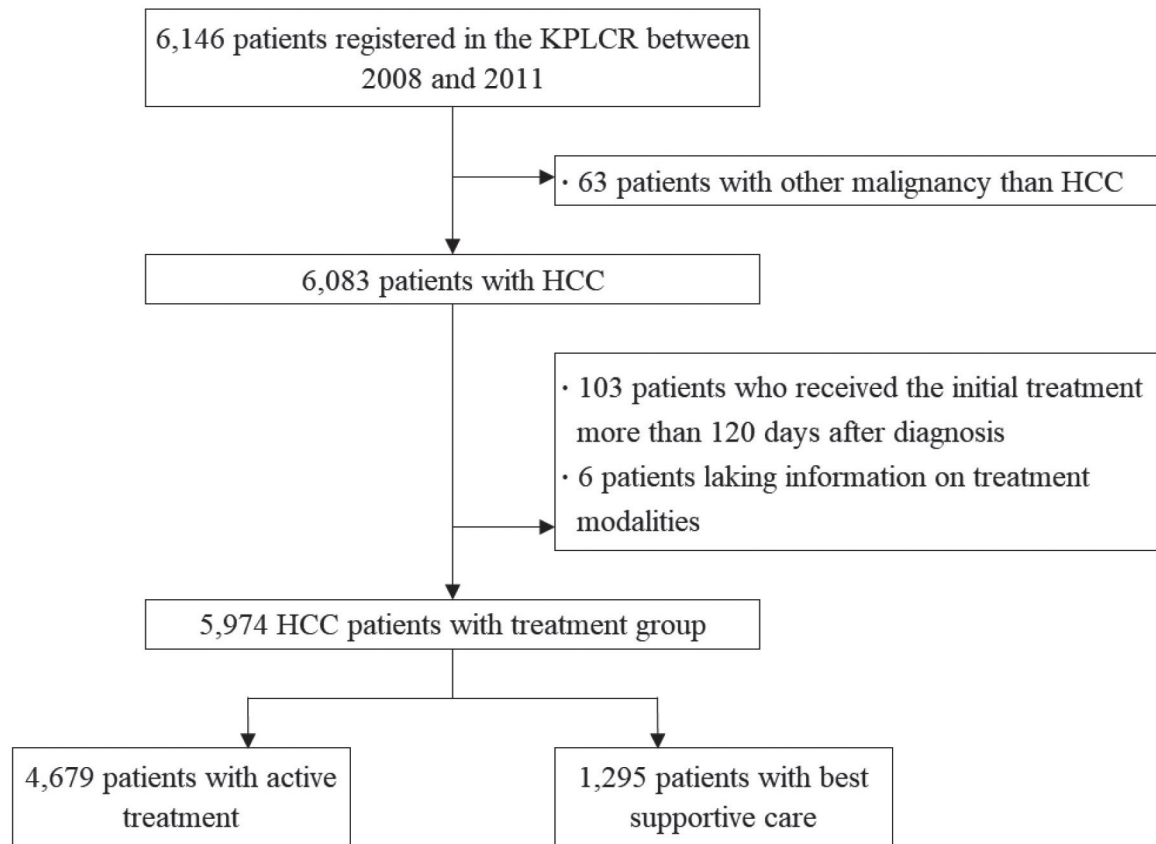 6,146 patients registered in the KPLCR between
2008 and 2011
· 63 patients with other malignancy than HCC
6,083 patients with HCC
· 103 patients who received the initial treatment
more than 120 days after diagnosis
· 6 patients laking information on treatment
modalities
5,974 HCC patients with treatment group
4,679 patients with active
treatment
1,295 patients with best
supportive care